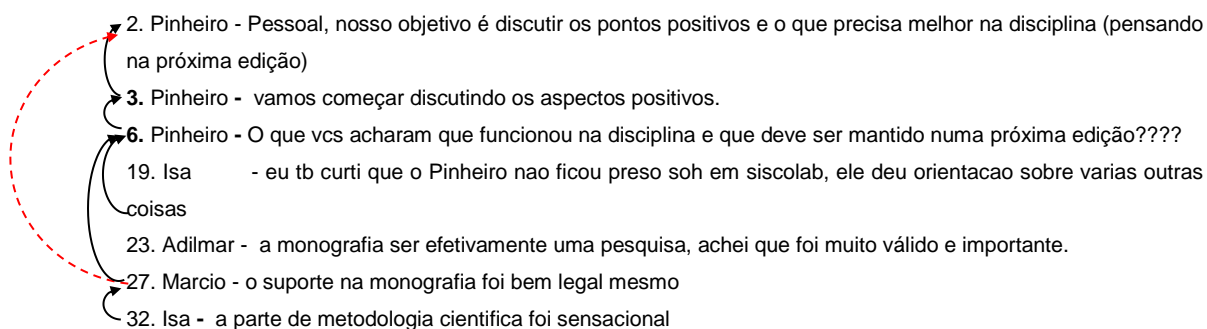 2. Pinheiro - Pessoal, nosso objetivo é discutir os pontos positivos e o que precisa melhor na disciplina (pensando
na próxima edição)
3. Pinheiro - vamos começar discutindo os aspectos positivos.
6. Pinheiro - O que vcs acharam que funcionou na disciplina e que deve ser mantido numa próxima edição????
19. Isa - eu tb curti que o Pinheiro nao ficou preso soh em siscolab, ele deu orientacao sobre varias outras
coisas
23. Adilmar - a monografia ser efetivamente uma pesquisa, achei que foi muito válido e importante.
27. Marcio - o suporte na monografia foi bem legal mesmo
32. Isa - a parte de metodologia cientifica foi sensacional